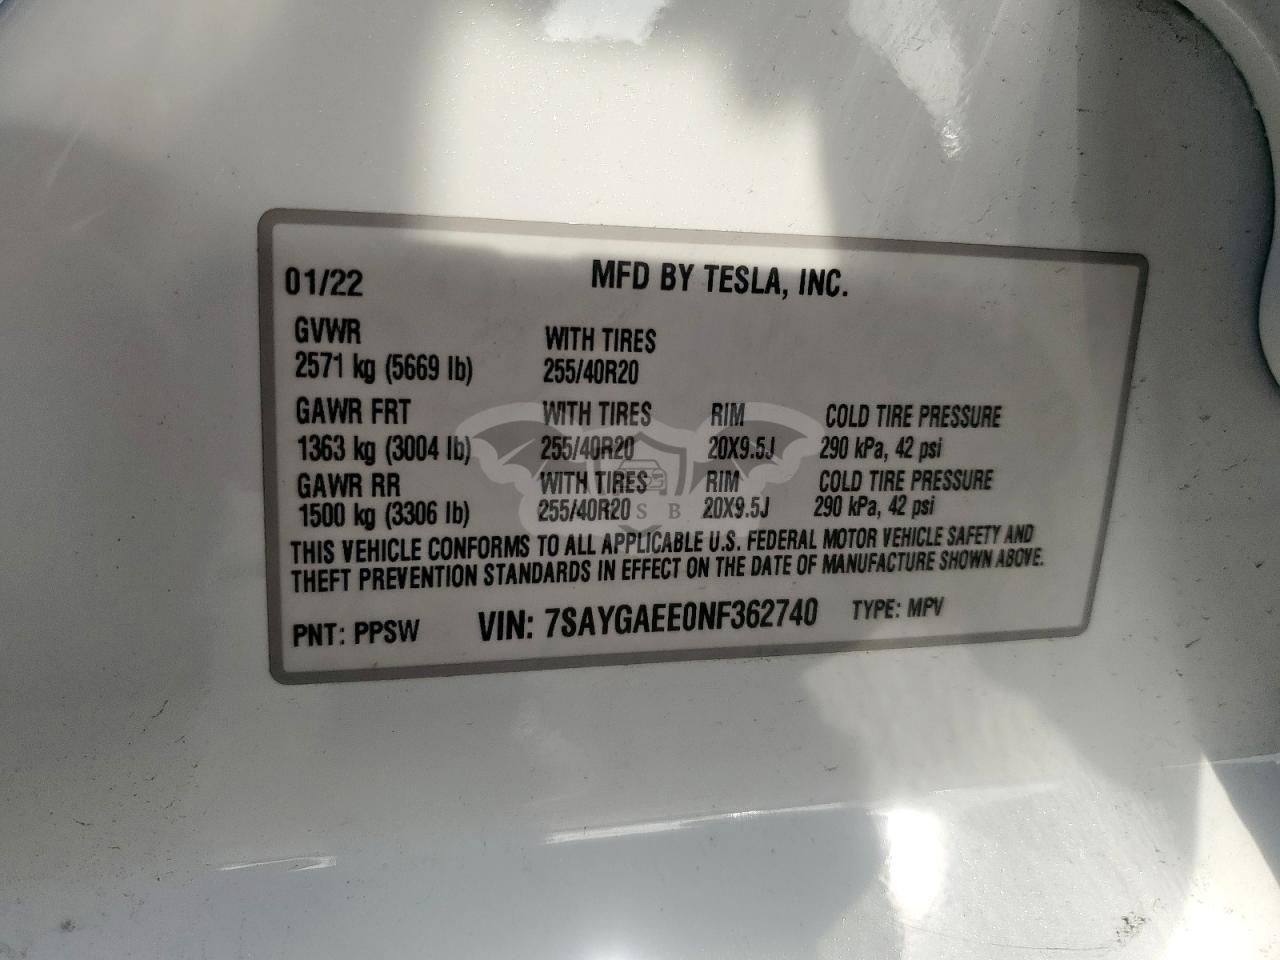 01/22 MFD BY TESLA, INC.
GVWR WITH TIRES
2571 kg (5669 lb) 255/40R20
GAWR FRT WITH TIRES RIM COLD TIRE PRESSURE
1363 kg (3004 lb) 255/40R20 20X9.5J 290 kPa, 42 psi
GAWR RR WITH TIRES RIM COLD TIRE PRESSURE
1500 kg (3306 lb) 255/40R20 20X9.5J 290 kPa, 42 psi
THIS VEHICLE CONFORMS TO ALL APPLICABLE U.S. FEDERAL MOTOR VEHICLE SAFETY AND
THEFT PREVENTION STANDARDS IN EFFECT ON THE DATE OF MANUFACTURE SHOWN ABOVE.
PNT: PPSW VIN: 7SAYGAEE0NF362740 TYPE: MPV